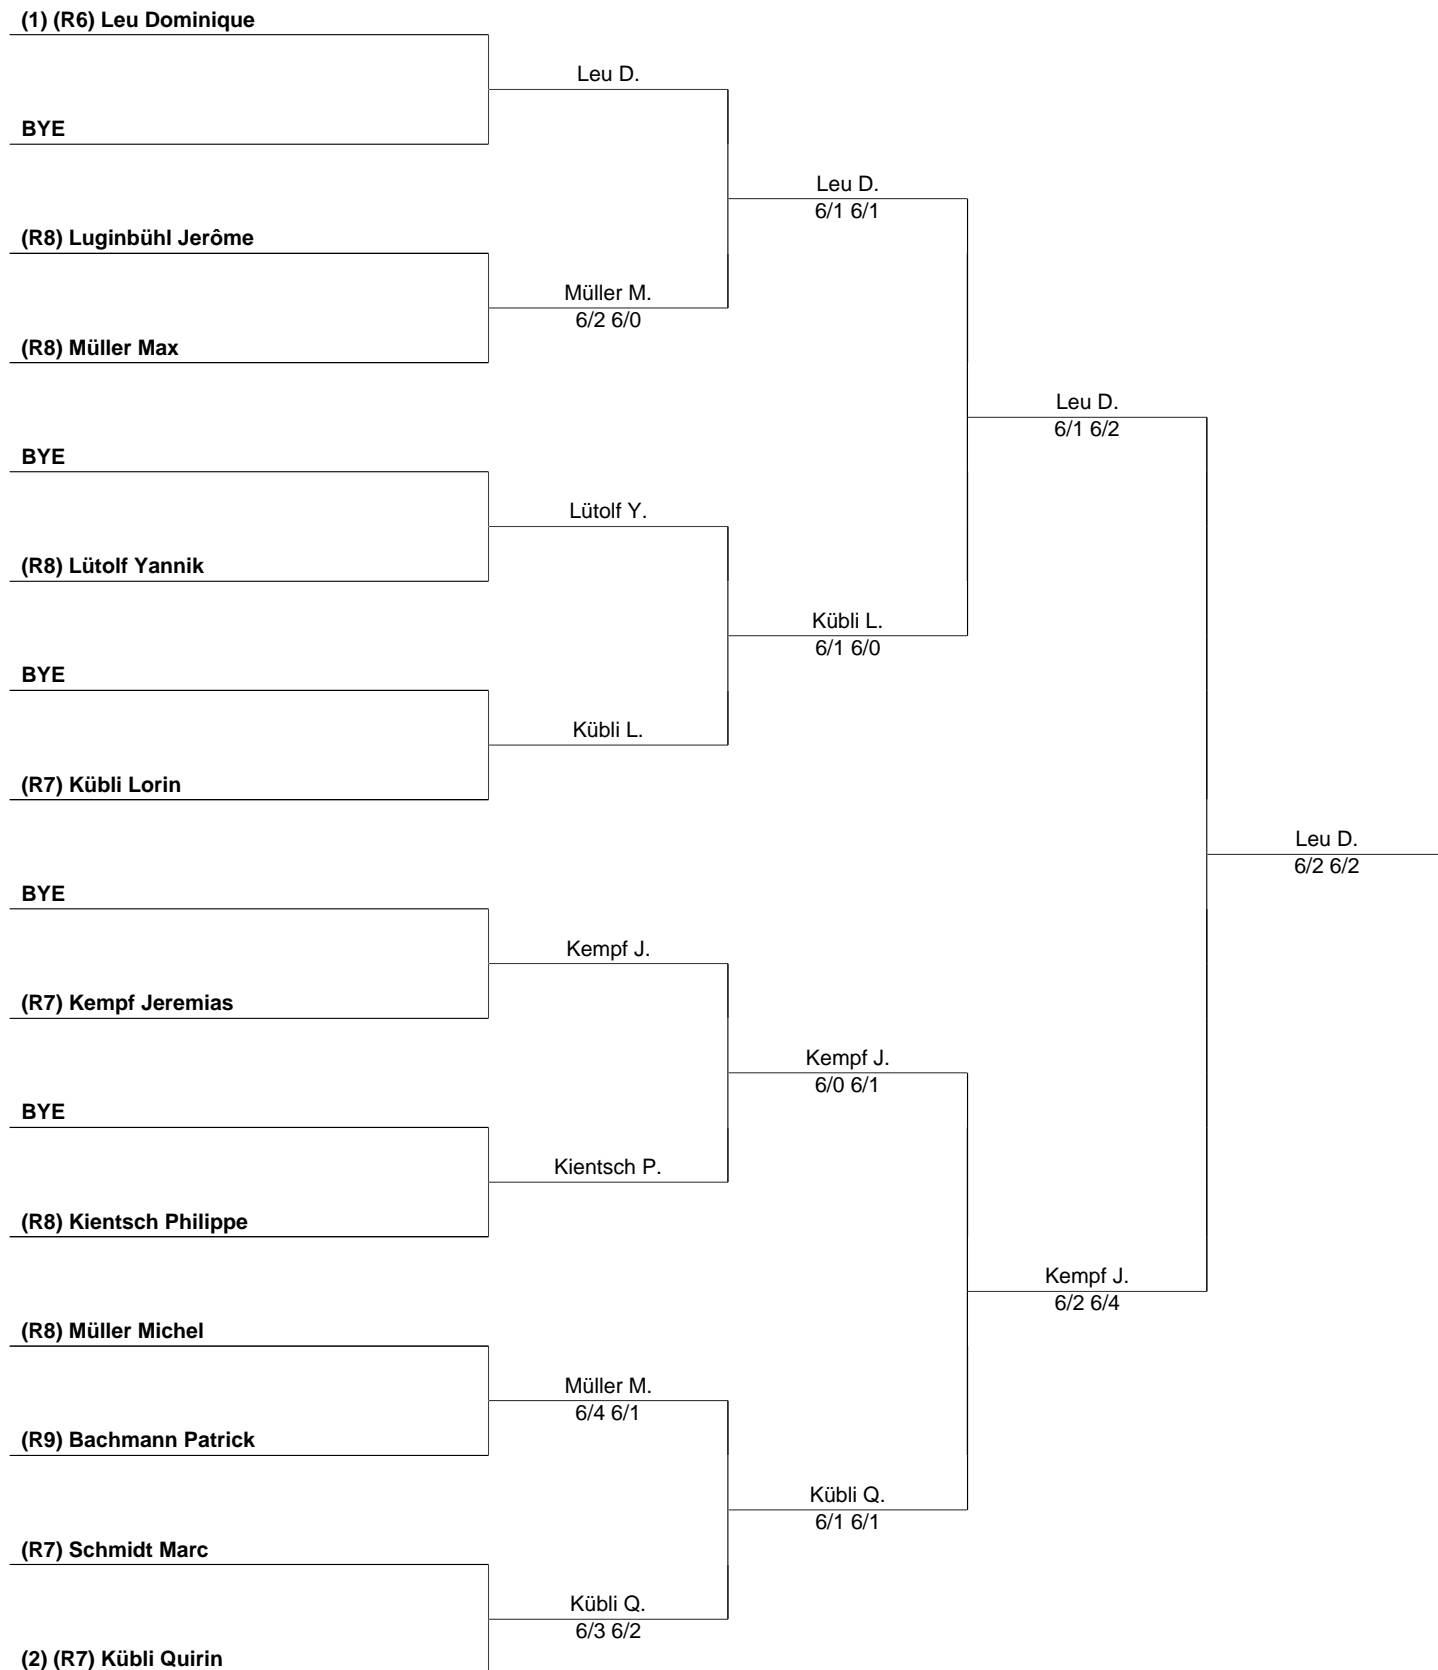 (1) (R6) Leu Dominique
Leu D.
BYE
Leu D.
6/1 6/1
(R8) Luginbühl Jerôme
Müller M.
6/2 6/0
(R8) Müller Max
Leu D.
6/1 6/2
BYE
Lütolf Y.
(R8) Lütolf Yannik
Kübli L.
6/1 6/0
BYE
Kübli L.
(R7) Kübli Lorin
Leu D.
6/2 6/2
BYE
Kempf J.
(R7) Kempf Jeremias
Kempf J.
6/0 6/1
BYE
Kientsch P.
(R8) Kientsch Philippe
Kempf J.
6/2 6/4
(R8) Müller Michel
Müller M.
6/4 6/1
(R9) Bachmann Patrick
Kübli Q.
6/1 6/1
(R7) Schmidt Marc
Kübli Q.
6/3 6/2
(2) (R7) Kübli Quirin